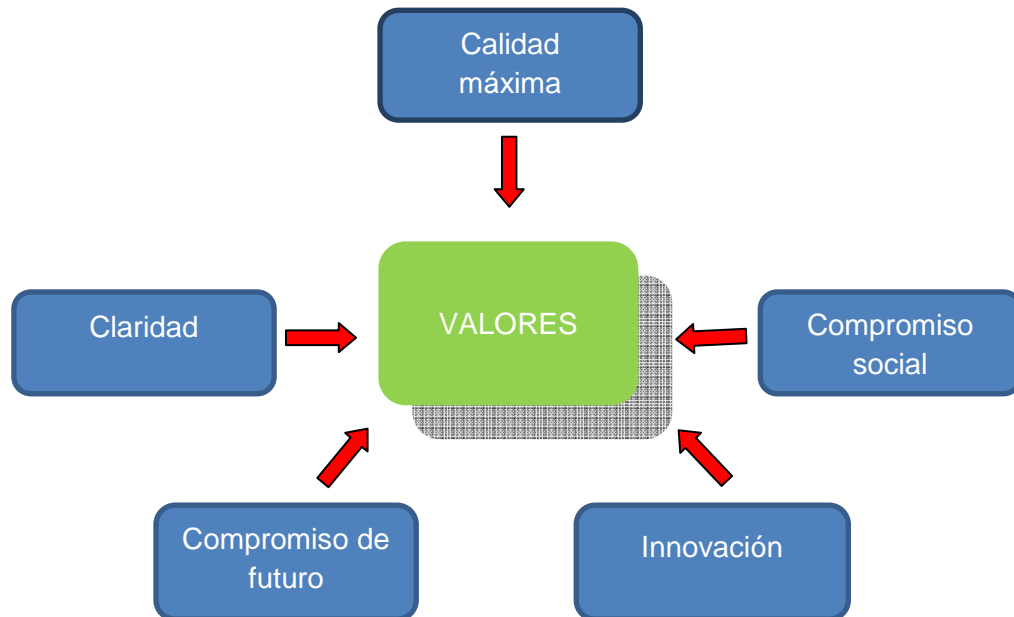 Calidad
máxima
Claridad
VALORES
Compromiso
social
Compromiso de
futuro
Innovación